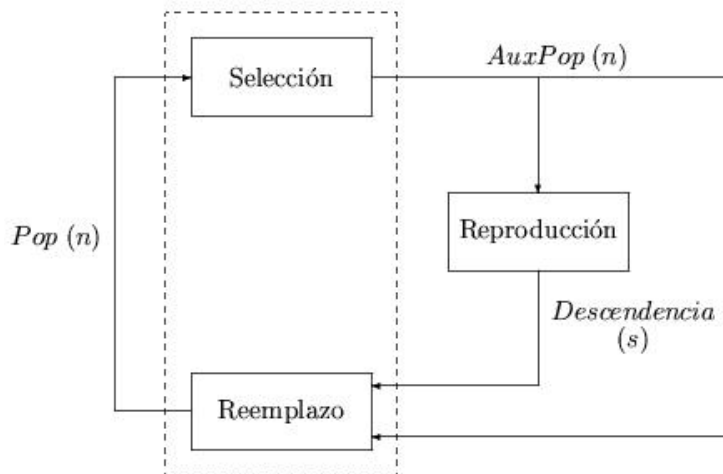 AuxPop (n)
Selección
Reproducción
Pop (n)
Descendencia
(s)
Reemplazo